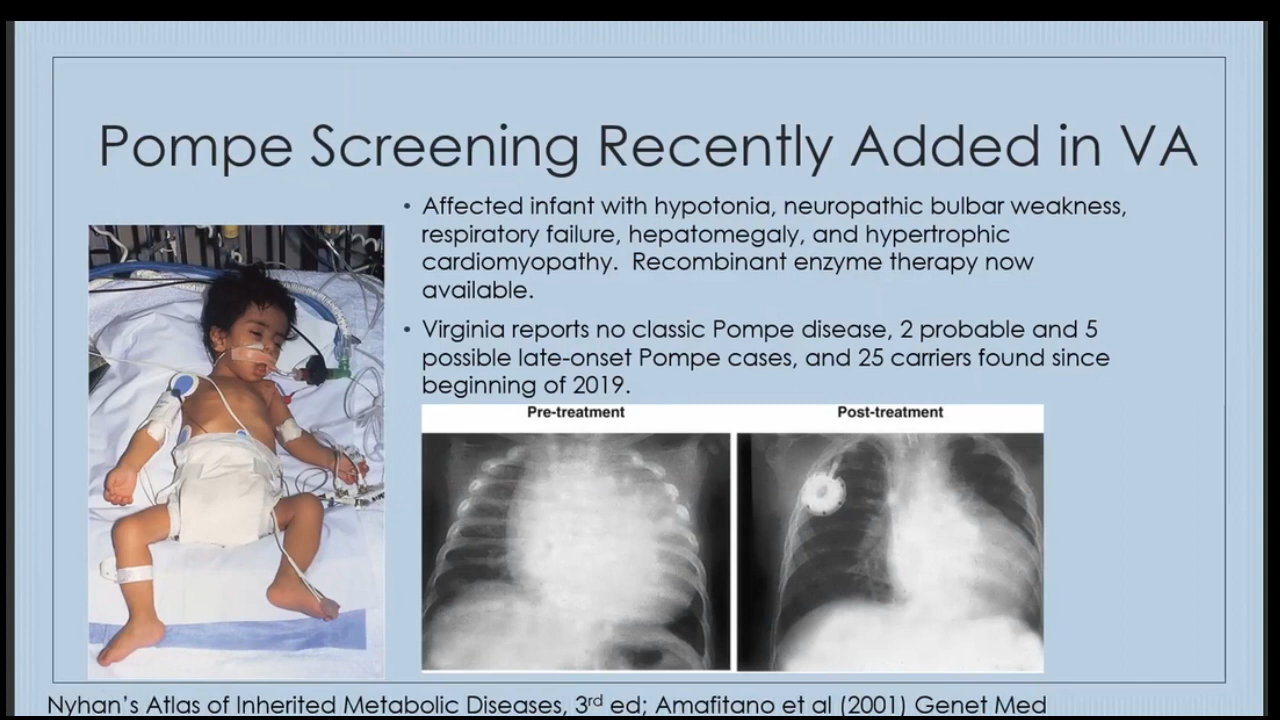 Pompe Screening Recently Added in VA
• Affected infant with hypotonia, neuropathic bulbar weakness,
respiratory failure, hepatomegaly, and hypertrophic
cardiomyopathy. Recombinant enzyme therapy now
available.
• Virginia reports no classic Pompe disease, 2 probable and 5
possible late-onset Pompe cases, and 25 carriers found since
beginning of 2019.
Pre-treatment
Post-treatment
Nyhan's Atlas of Inherited Metabolic Diseases, 3rd ed; Amafitano et al (2001) Genet Med